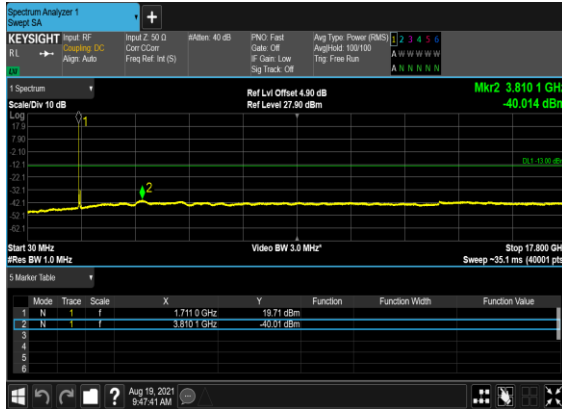 Spectrum Analyzer 1
Swept SA
KEYSIGHT Input: RF Input Z: 50 Ω #Atten: 40 dB PNO: Fast Avg Type: Power (RMS) 1 2 3 4 5 6
RL Coupling: DC Corr CCorr Gate: Off Avg|Hold: 100/100 A W W W W W
Align: Auto Freq Ref: Int (S) IF Gain: Low Trig: Free Run
Sig Track: Off A N N N N N
LU
1 Spectrum Ref Lvl Offset 4.90 dB Mkr2 3.810 1 GHz
Scale/Div 10 dB Ref Level 27.90 dBm -40.014 dBm
Log
17.9
7.90
-2.10
-12.1
-22.1
-32.1
-42.1
-52.1
-62.1
1
DL1 -13.00 dBm
2
Start 30 MHz Video BW 3.0 MHz* Stop 17.800 GHz
#Res BW 1.0 MHz Sweep ~35.1 ms (40001 pts)
5 Marker Table
Mode Trace Scale X Y Function Function Width Function Value
1 N 1 f 1.711 0 GHz 19.71 dBm
2 N 1 f 3.810 1 GHz -40.01 dBm
3
4
5
6
? Aug 19, 2021
9:47:41 AM